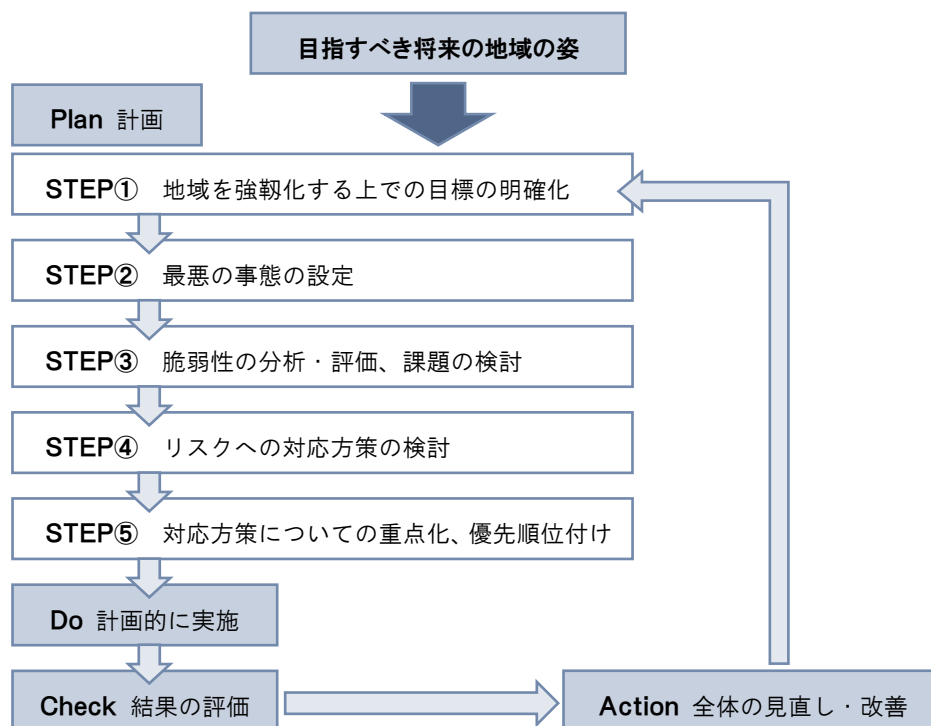 目指すべき将来の地域の姿
Plan 計画
STEP① 地域を強靱化する上での目標の明確化
STEP② 最悪の事態の設定
STEP③ 脆弱性の分析・評価、課題の検討
STEP④ リスクへの対応方策の検討
STEP⑤ 対応方策についての重点化、優先順位付け
Do 計画的に実施
Check 結果の評価
Action 全体の見直し・改善